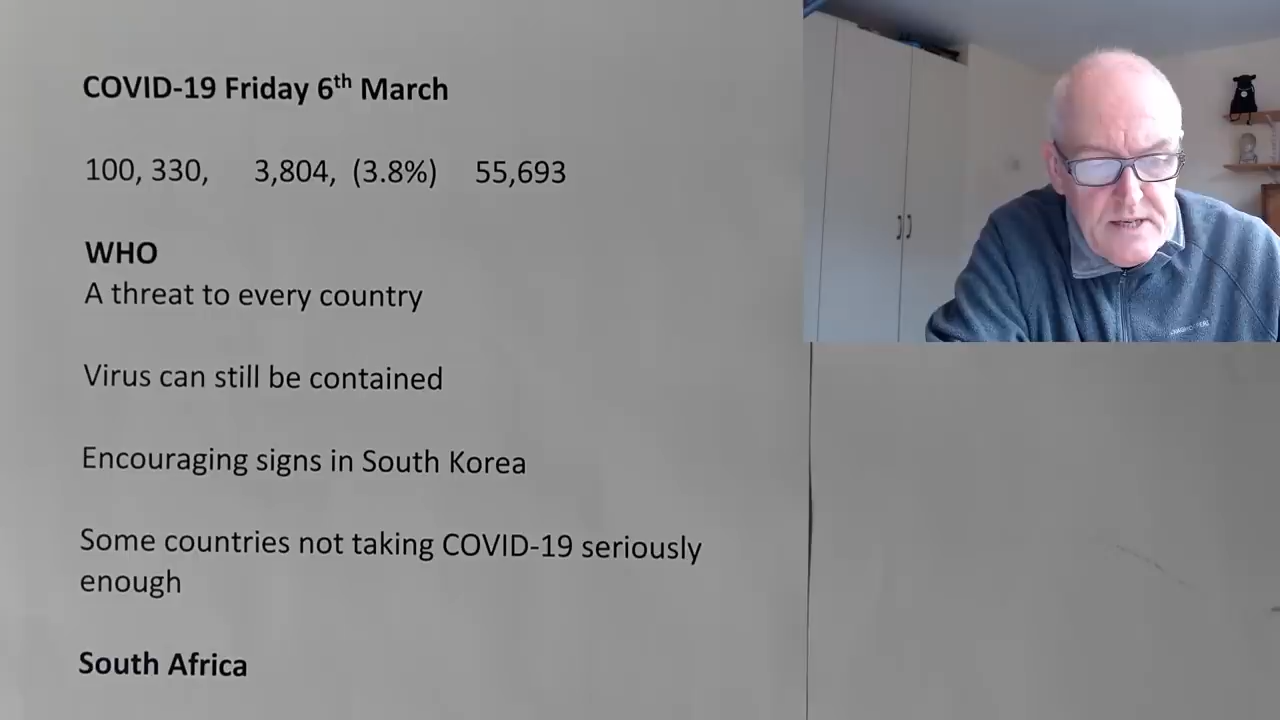 COVID-19 Friday 6th March
100, 330, 3,804, (3.8%) 55,693
WHO
A threat to every country
Virus can still be contained
Encouraging signs in South Korea
Some countries not taking COVID-19 seriously
enough
South Africa